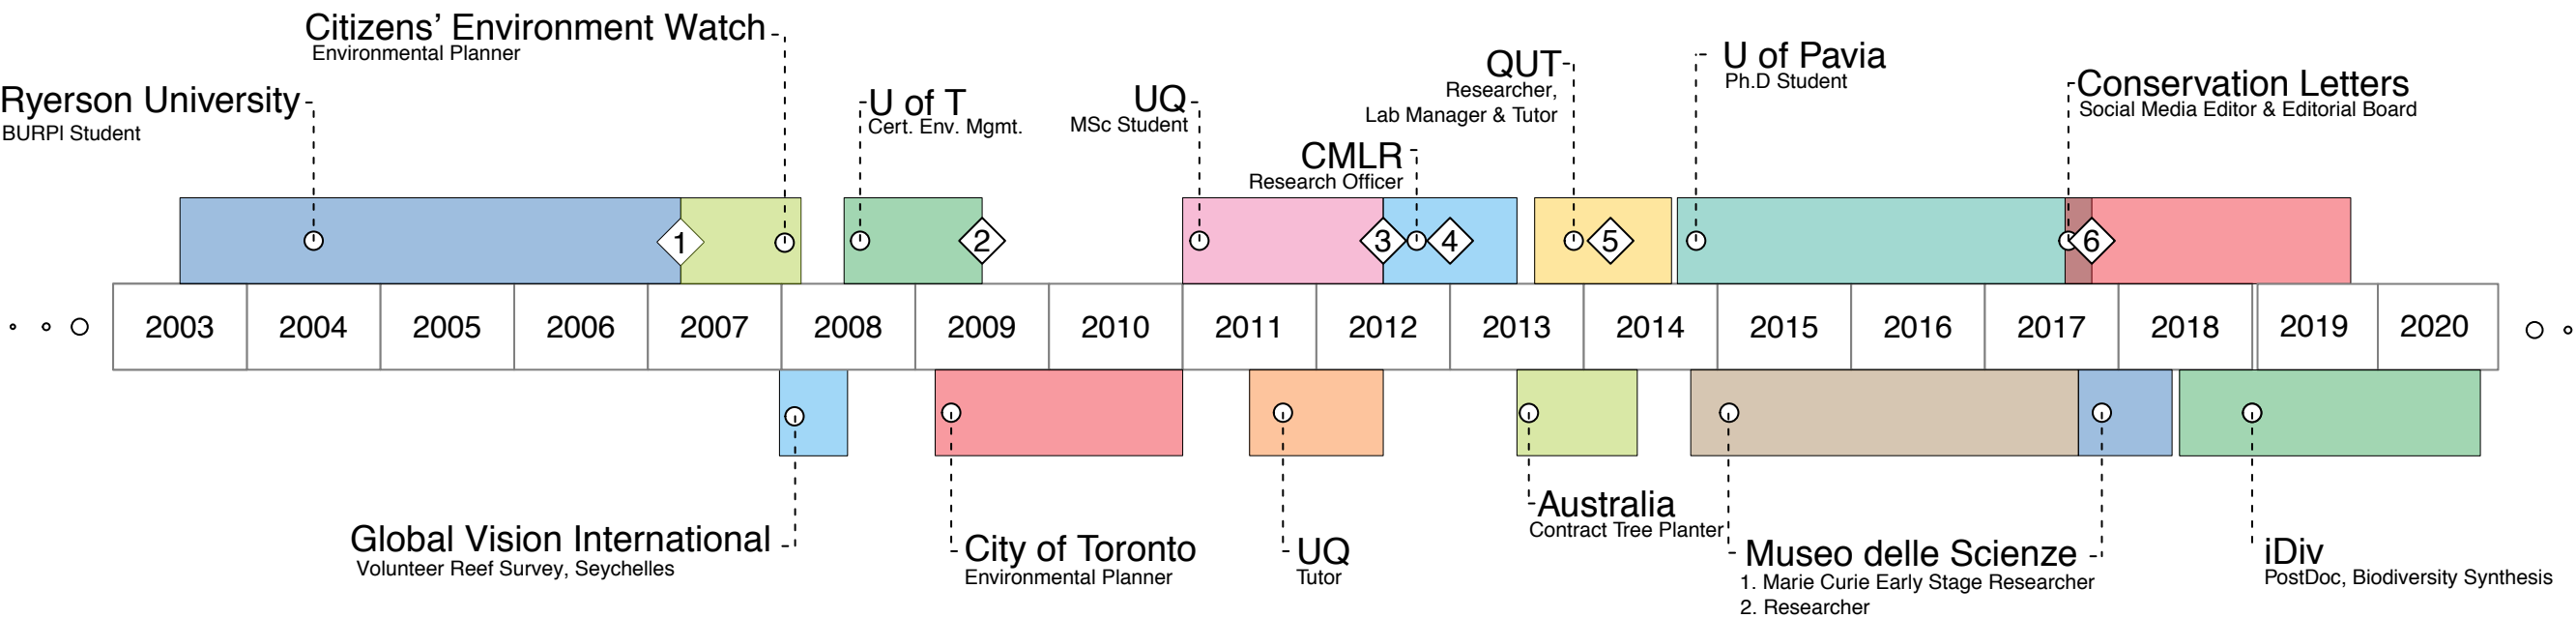 Citizens’ Environment Watch
Environmental Planner
Ryerson University
BURPl Student
U of T
Cert. Env. Mgmt.
UQ
MSc Student
QUT
Researcher,
Lab Manager & Tutor
CMLR
Research Officer
U of Pavia
Ph.D Student
Conservation Letters
Social Media Editor & Editorial Board
1
2
3
4
5
6
2003
2004
2005
2006
2007
2008
2009
2010
2011
2012
2013
2014
2015
2016
2017
2018
2019
2020
Global Vision International
Volunteer Reef Survey, Seychelles
City of Toronto
Environmental Planner
UQ
Tutor
Australia
Contract Tree Planter
Museo delle Scienze
1. Marie Curie Early Stage Researcher
2. Researcher
iDiv
PostDoc, Biodiversity Synthesis